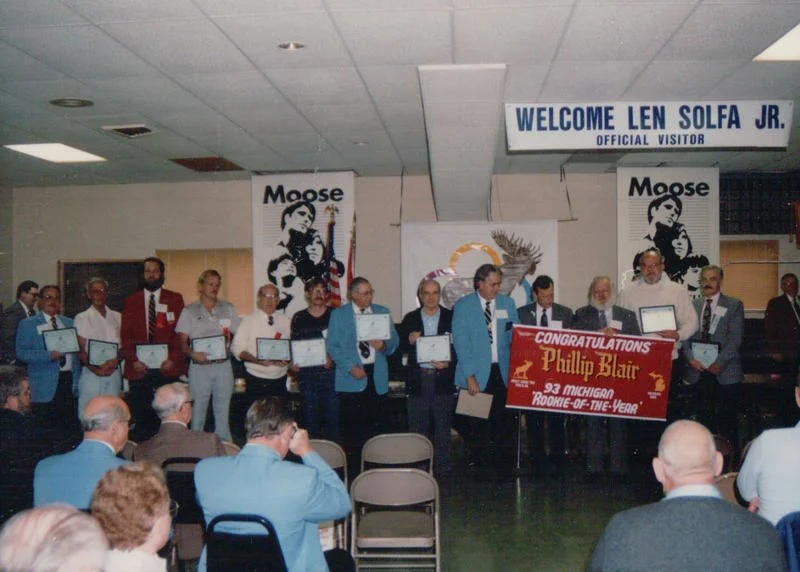 WELCOME LEN SOLFA JR.
OFFICIAL VISITOR
Moose
Moose
CONGRATULATIONS
Phillip Blair
93 MICHIGAN
'ROOKIE-OF-THE-YEAR'